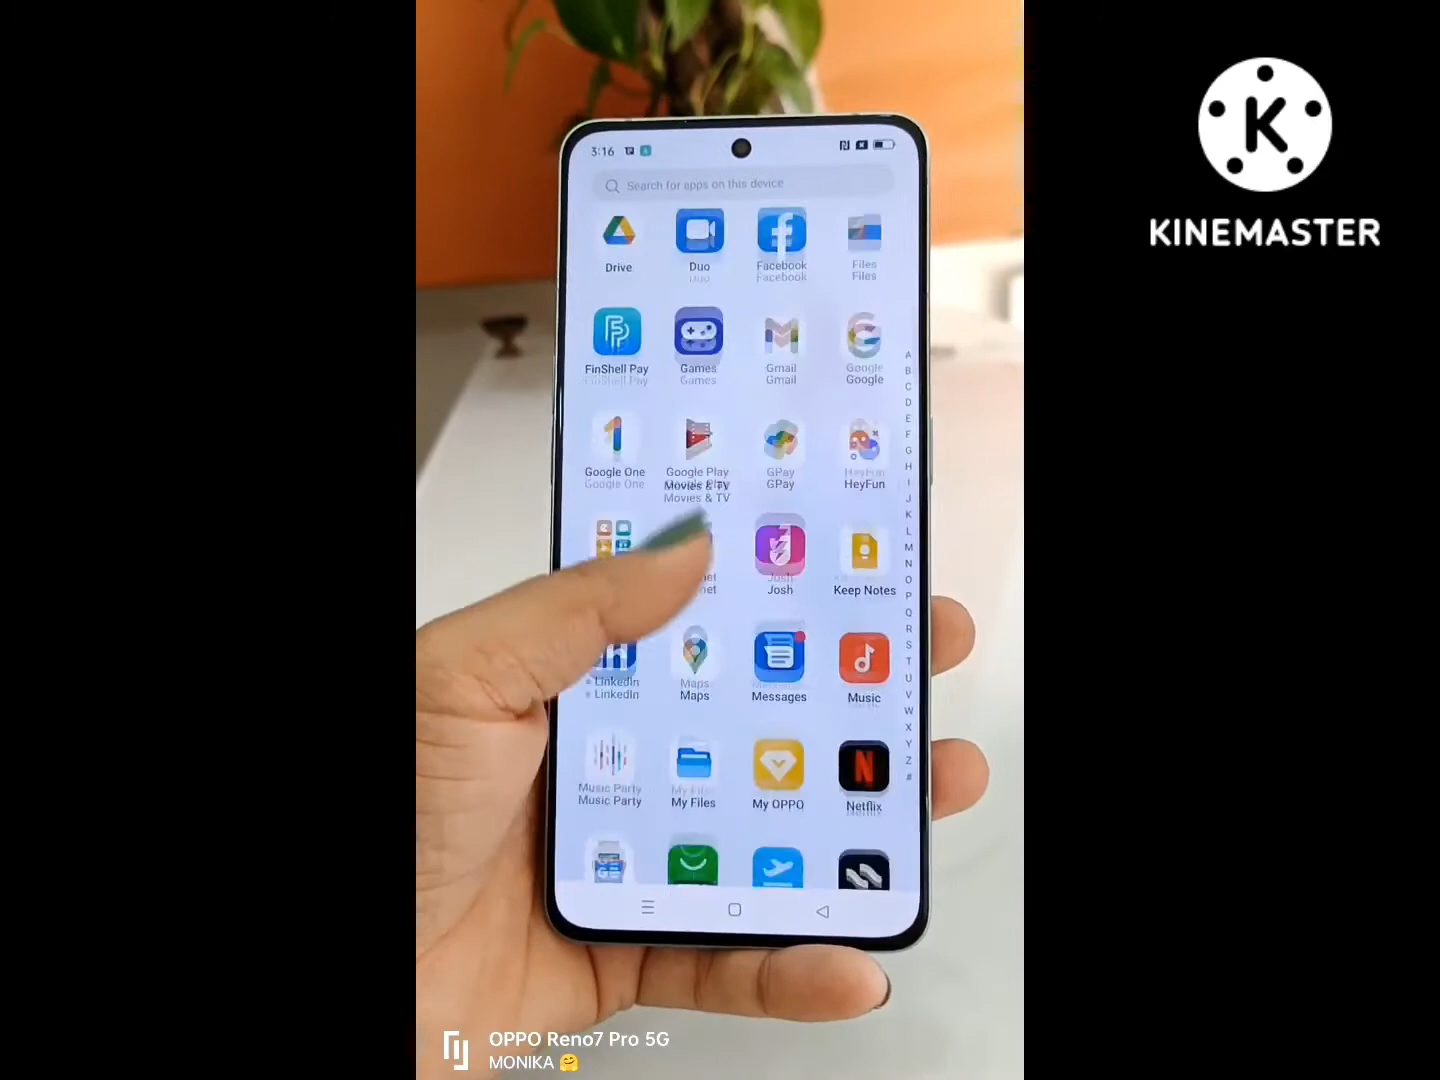 KINEMASTER
3:16
Search for apps on this device
Drive
Duo
Facebook
Files
FinShell Pay
Games
Gmail
Google
Google One
Google Play Movies & TV
GPay
HeyFun
Josh
Keep Notes
LinkedIn
Maps
Messages
Music
Music Party
My Files
My OPPO
Netflix
A
B
C
D
E
F
G
H
I
J
K
L
M
N
O
P
Q
R
S
T
U
V
W
X
Y
Z
#
OPPO Reno7 Pro 5G
MONIKA 🤗